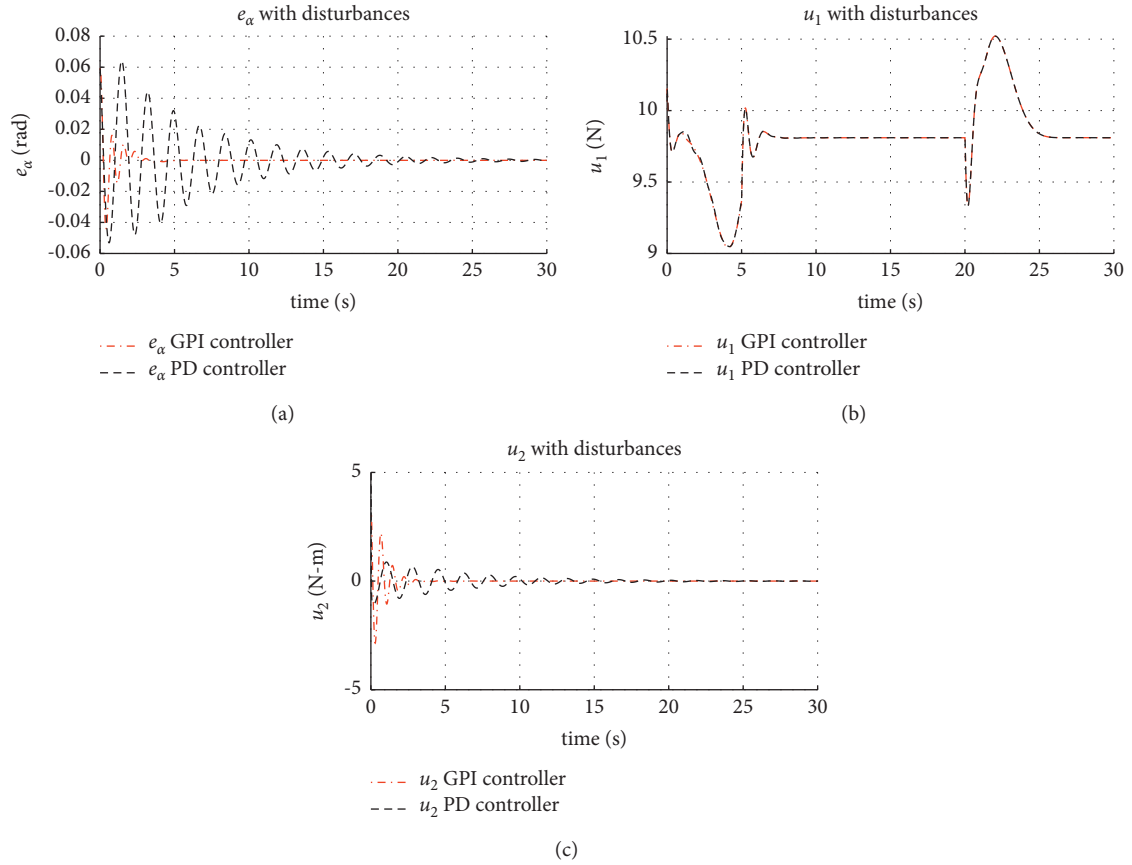 e_α with disturbances
0.08
0.06
0.04
0.02
0
-0.02
-0.04
-0.06
e_α (rad)
0 5 10 15 20 25 30
time (s)
e_α GPI controller
e_α PD controller
(a)
u_1 with disturbances
10.5
10
9.5
9
u_1 (N)
0 5 10 15 20 25 30
time (s)
u_1 GPI controller
u_1 PD controller
(b)
u_2 with disturbances
5
0
-5
u_2 (N-m)
0 5 10 15 20 25 30
time (s)
u_2 GPI controller
u_2 PD controller
(c)